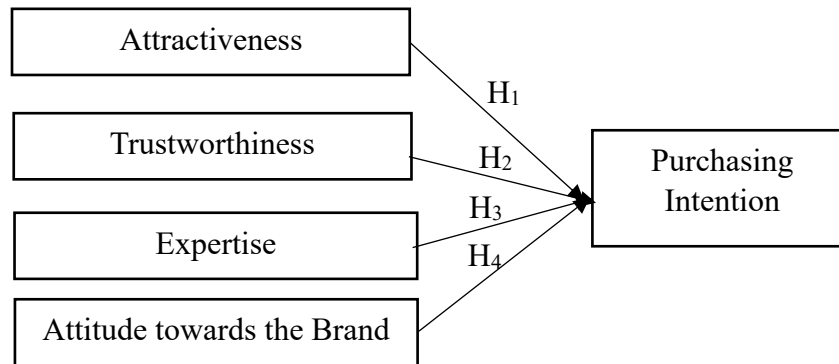 Attractiveness
H₁
Trustworthiness
H₂
Purchasing
Intention
H₃
Expertise
H₄
Attitude towards the Brand